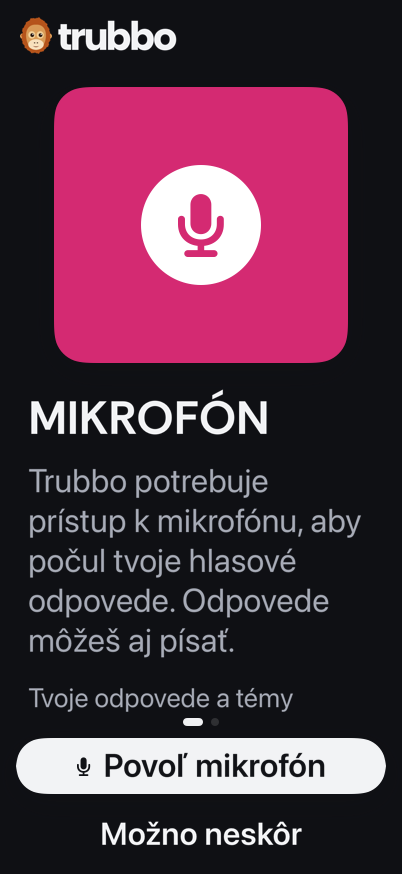 trubbo
MIKROFÓN
Trubbo potrebuje
prístup k mikrofónu, aby
počul tvoje hlasové
odpovede. Odpovede
môžeš aj písať.
Tvoje odpovede a témy
Povoľ mikrofón
Možno neskôr